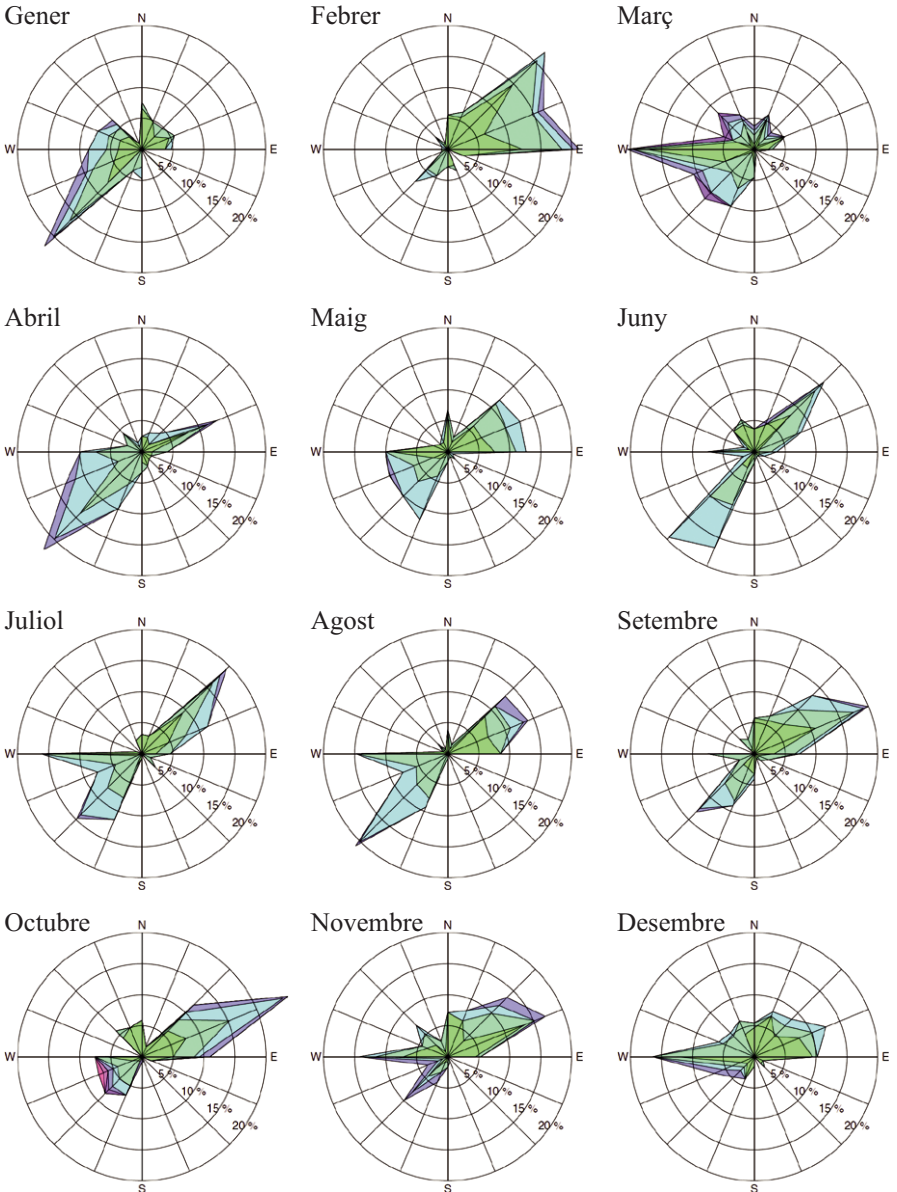 Gener
Febrer
Març
N
W
E
S
5 %
10 %
15 %
20 %
N
W
E
S
5 %
10 %
15 %
20 %
N
W
E
S
5 %
10 %
15 %
20 %
Abril
Maig
Juny
N
W
E
S
5 %
10 %
15 %
20 %
N
W
E
S
5 %
10 %
15 %
20 %
N
W
E
S
5 %
10 %
15 %
20 %
Juliol
Agost
Setembre
N
W
E
S
5 %
10 %
15 %
20 %
N
W
E
S
5 %
10 %
15 %
20 %
N
W
E
S
5 %
10 %
15 %
20 %
Octubre
Novembre
Desembre
N
W
E
S
5 %
10 %
15 %
20 %
N
W
E
S
5 %
10 %
15 %
20 %
N
W
E
S
5 %
10 %
15 %
20 %